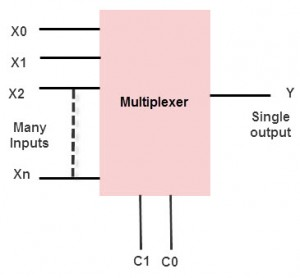 X0
X1
X2
Many
Inputs
Xn
Multiplexer
Y
Single
output
C1
C0